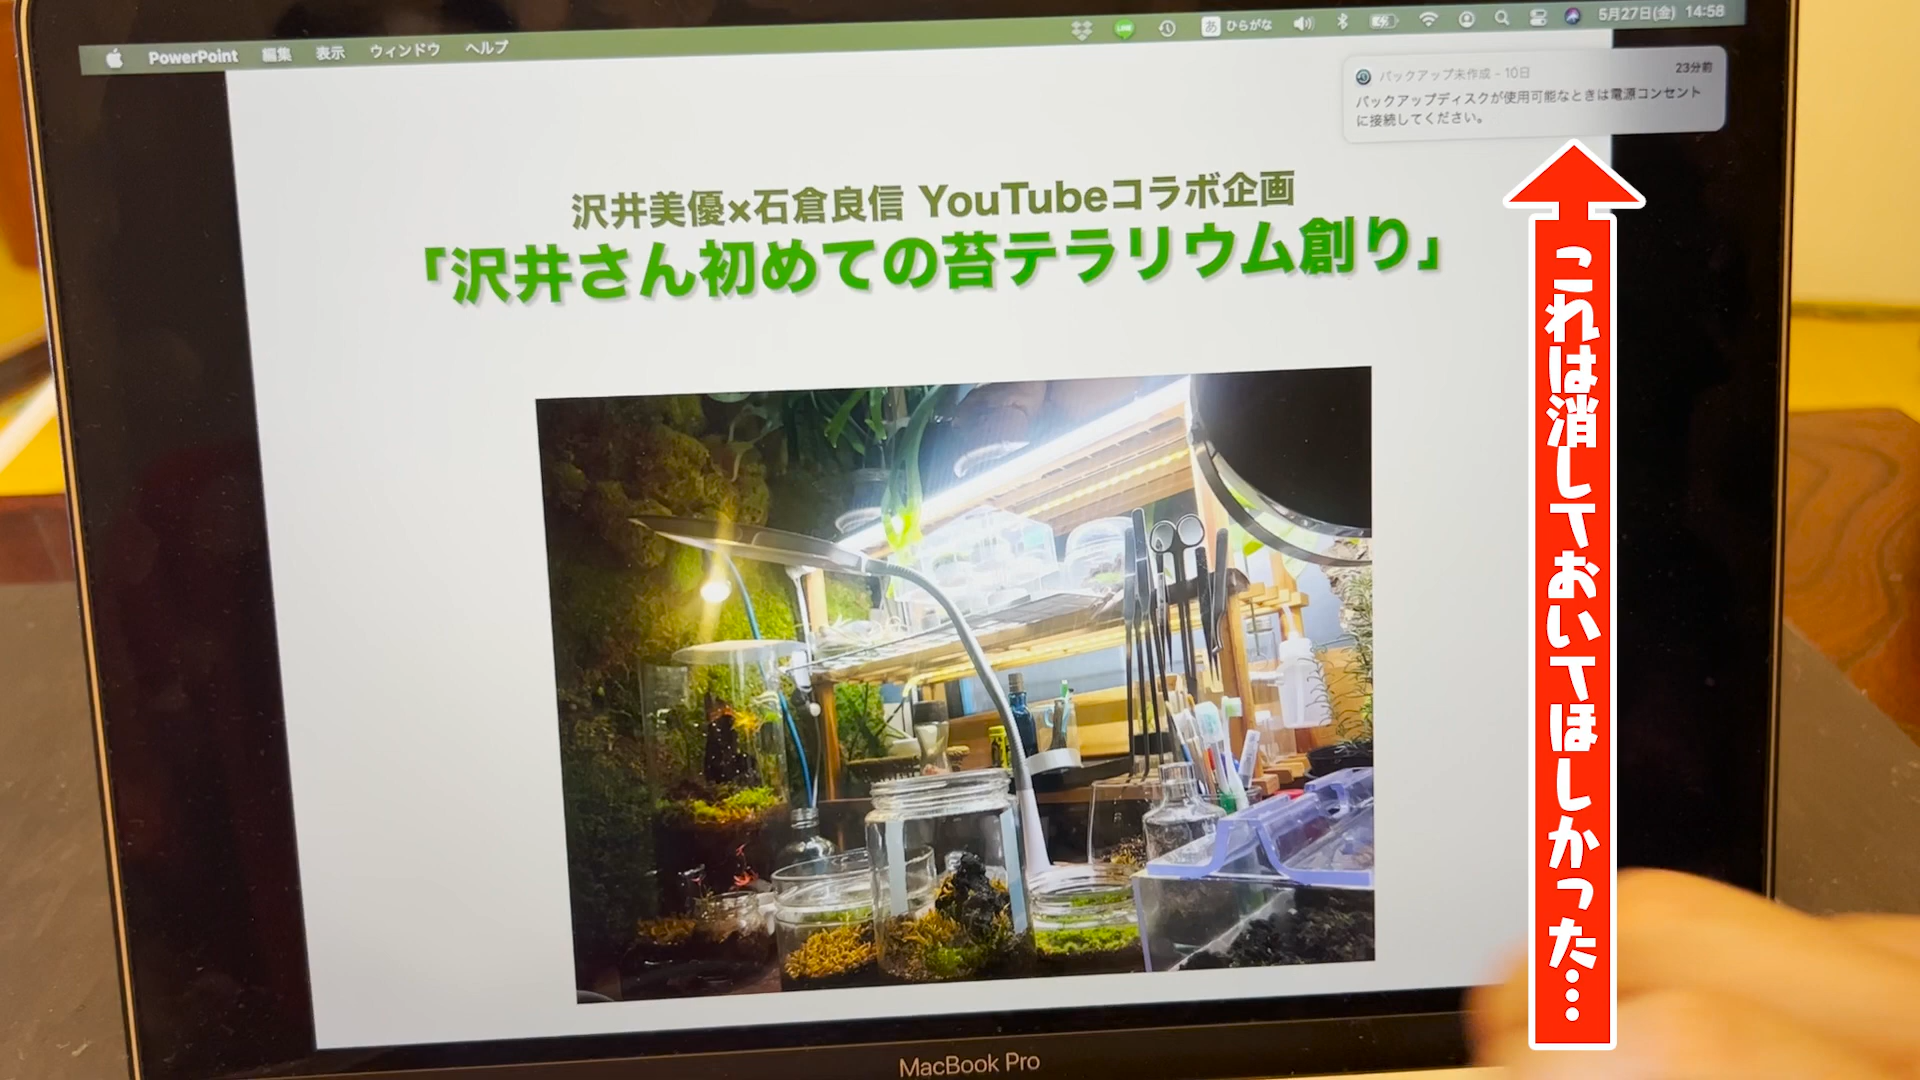 PowerPoint 編集 表示 ウィンドウ ヘルプ
LINE
あ ひらがな
5月27日(金) 14:58
バックアップ未作成 - 10日
23分前
バックアップディスクが使用可能なときは電源コンセント
に接続してください。
沢井美優×石倉良信 YouTubeコラボ企画
「沢井さん初めての苔テラリウム創り」
これは消しておいてほしかった…
MacBook Pro